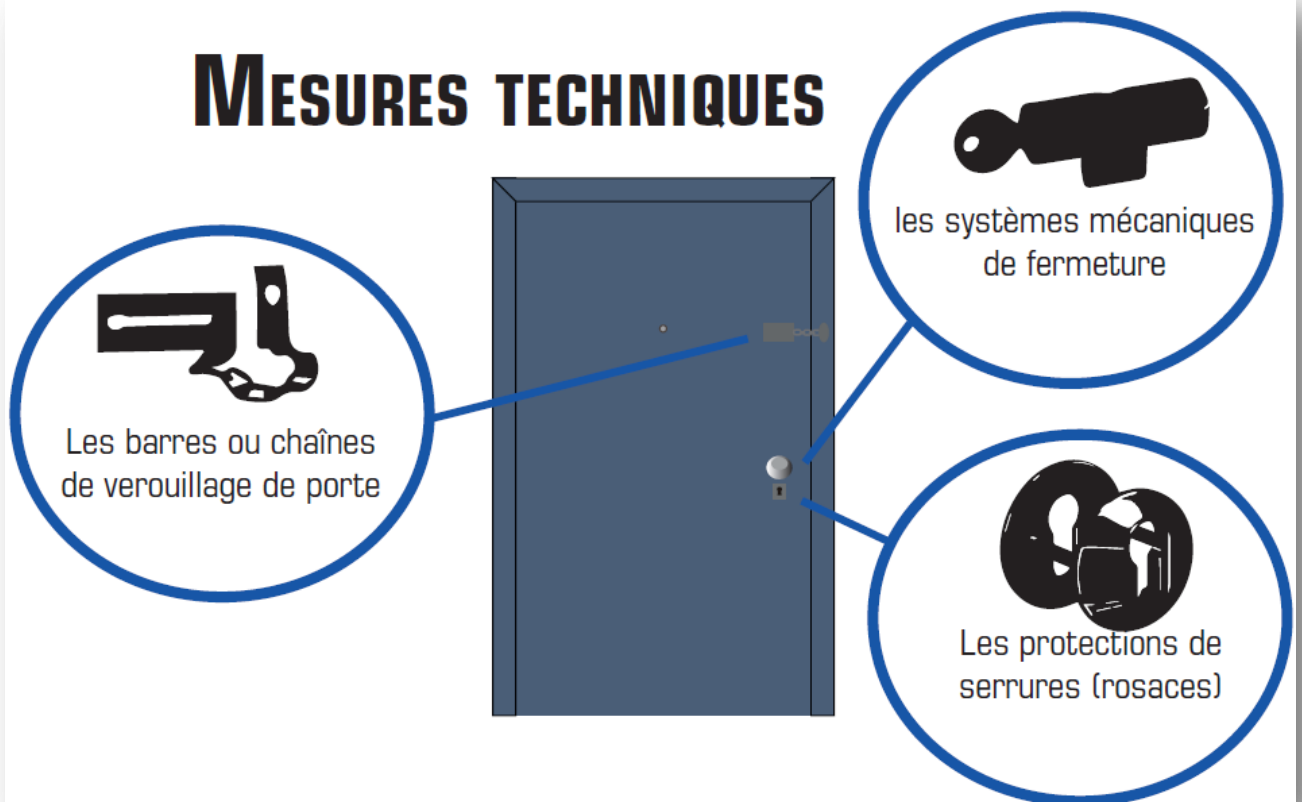 MESURES TECHNIQUES
les systèmes mécaniques
de fermeture
Les barres ou chaînes
de verouillage de porte
Les protections de
serrures (rosaces)